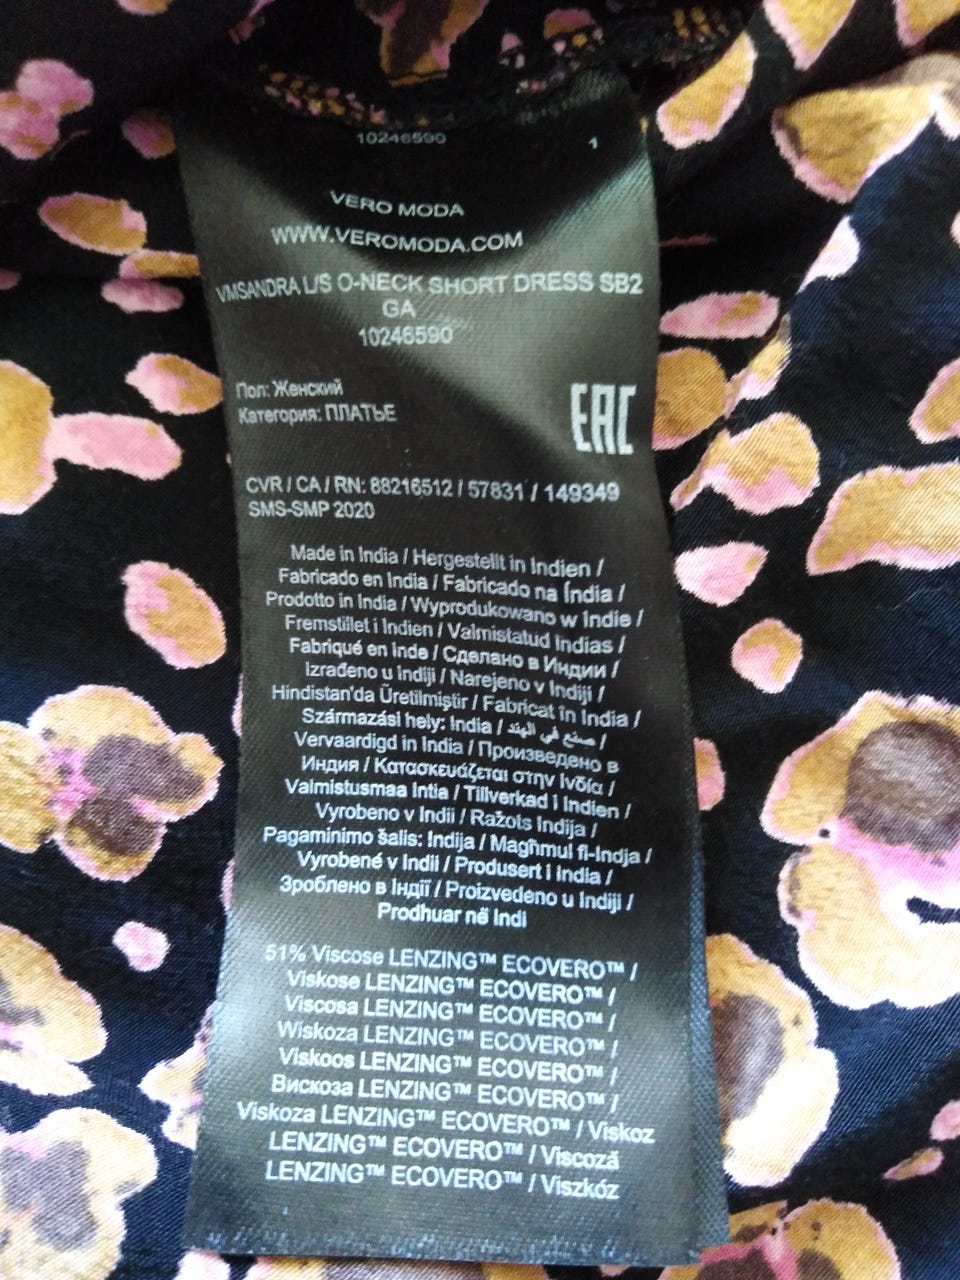 10246590 1
VERO MODA
WWW.VEROMODA.COM
VMSANDRA L/S O-NECK SHORT DRESS SB2
GA
10246590
Пол: Женский
Категория: ПЛАТЬЕ
EAC
CVR / CA / RN: 88216512 / 57831 / 149349
SMS-SMP 2020
Made in India / Hergestellt in Indien /
Fabricado en India / Fabricado na Índia /
Prodotto in India / Wyprodukowano w Indie /
Fremstillet i Indien / Valmistatud Indias /
Fabriqué en Inde / Сделано в Индии /
Izrađeno u Indiji / Narejeno v Indiji /
Hindistan'da Üretilmiştir / Fabricat în India /
Származási hely: India / صنع في الهند /
Vervaardigd in India / Произведено в
Индия / Κατασκευάζεται στην Ινδία /
Valmistusmaa Intia / Tillverkad i Indien /
Vyrobeno v Indii / Ražots Indija /
Pagaminimo šalis: Indija / Magħmul fl-Indja /
Vyrobené v Indii / Produsert i India /
Зроблено в Індії / Proizvedeno u Indiji /
Prodhuar në Indi
51% Viscose LENZING™ ECOVERO™ /
Viskose LENZING™ ECOVERO™ /
Viscosa LENZING™ ECOVERO™ /
Wiskoza LENZING™ ECOVERO™ /
Viskoos LENZING™ ECOVERO™ /
Вискоза LENZING™ ECOVERO™ /
Viskoza LENZING™ ECOVERO™ / Viskoz
LENZING™ ECOVERO™ / Viscoză
LENZING™ ECOVERO™ / Viszkóz